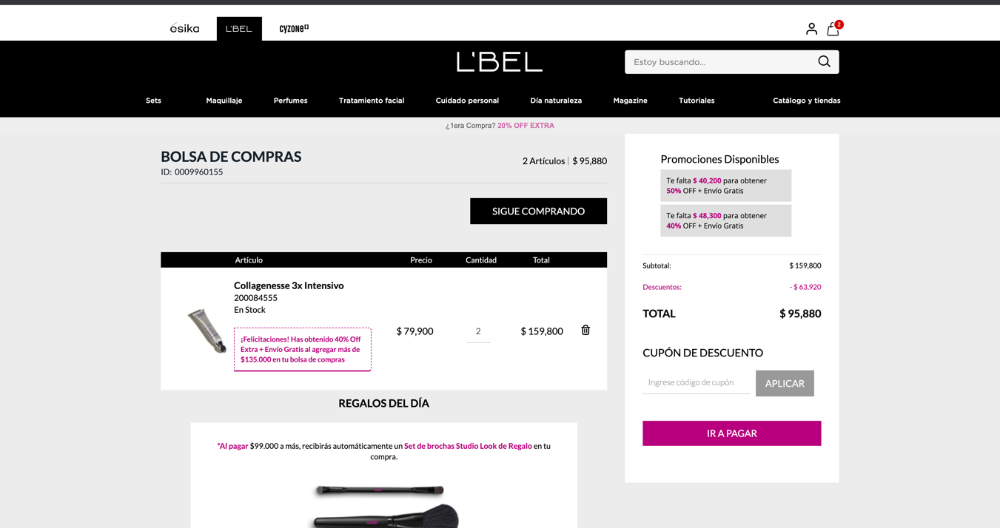 ésika
L'BEL
CYZONE
2
L'BEL
Estoy buscando...
Sets
Maquillaje
Perfumes
Tratamiento facial
Cuidado personal
Día naturaleza
Magazine
Tutoriales
Catálogo y tiendas
¿1era Compra? 20% OFF EXTRA
BOLSA DE COMPRAS
ID: 0009960155
2 Artículos | $ 95,880
SIGUE COMPRANDO
Artículo
Precio
Cantidad
Total
Collagenesse 3x Intensivo
200084555
En Stock
¡Felicitaciones! Has obtenido 40% Off
Extra + Envío Gratis al agregar más de
$135.000 en tu bolsa de compras
$ 79,900
2
$ 159,800
REGALOS DEL DÍA
*Al pagar $99.000 a más, recibirás automáticamente un Set de brochas Studio Look de Regalo en tu
compra.
Promociones Disponibles
Te falta $ 40,200 para obtener
50% OFF + Envío Gratis
Te falta $ 48,300 para obtener
40% OFF + Envío Gratis
Subtotal:
$ 159,800
Descuentos:
- $ 63,920
TOTAL
$ 95,880
CUPÓN DE DESCUENTO
Ingrese código de cupón
APLICAR
IR A PAGAR